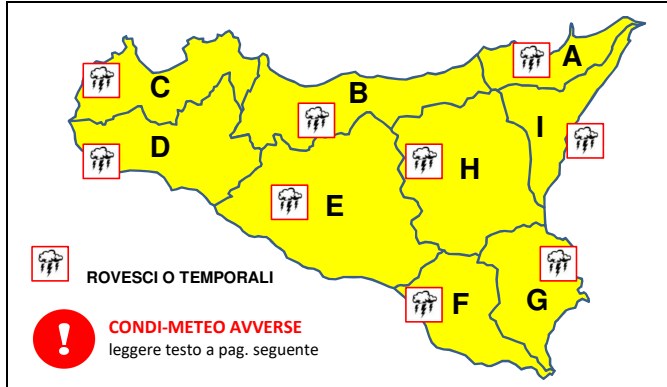 A
C
B
I
D
H
E
F
G
ROVESCI O TEMPORALI
CONDI-METEO AVVERSE
leggere testo a pag. seguente